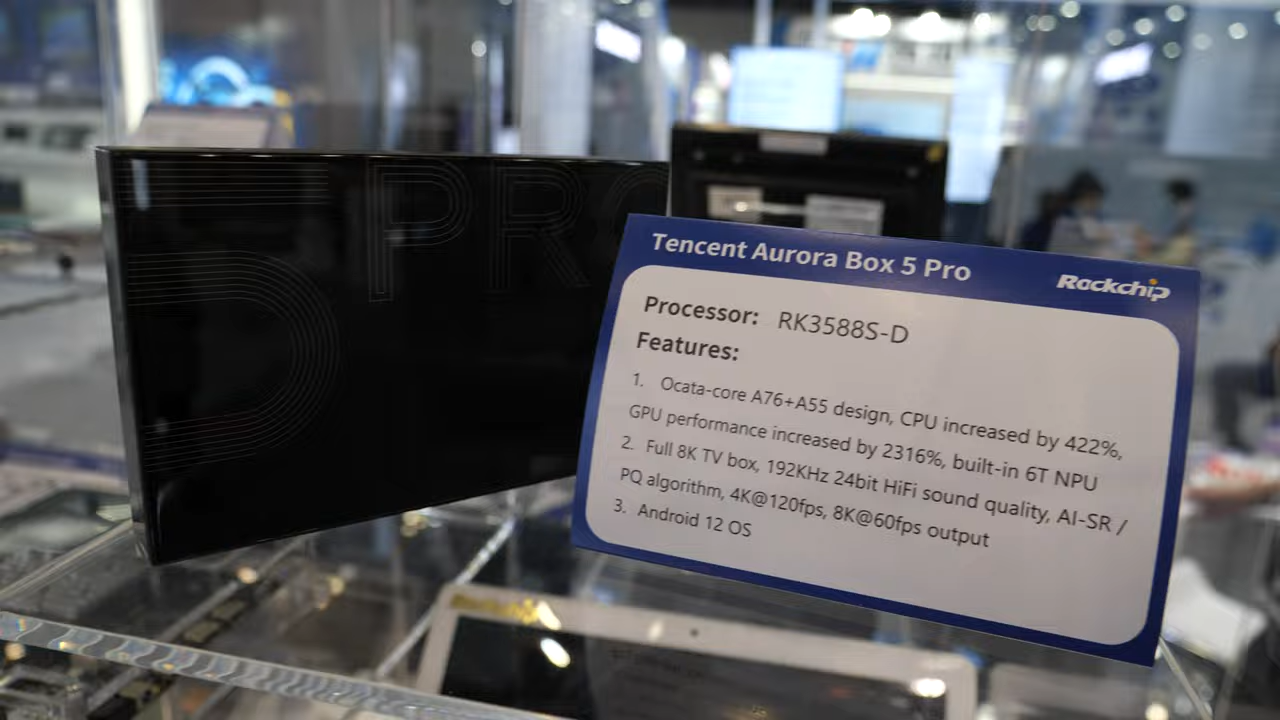 5 PRO
Tencent Aurora Box 5 Pro
Rockchip
Processor: RK3588S-D
Features:
1. Ocata-core A76+A55 design, CPU increased by 422%,
GPU performance increased by 2316%, built-in 6T NPU
2. Full 8K TV box, 192KHz 24bit HiFi sound quality, AI-SR /
PQ algorithm, 4K@120fps, 8K@60fps output
3. Android 12 OS